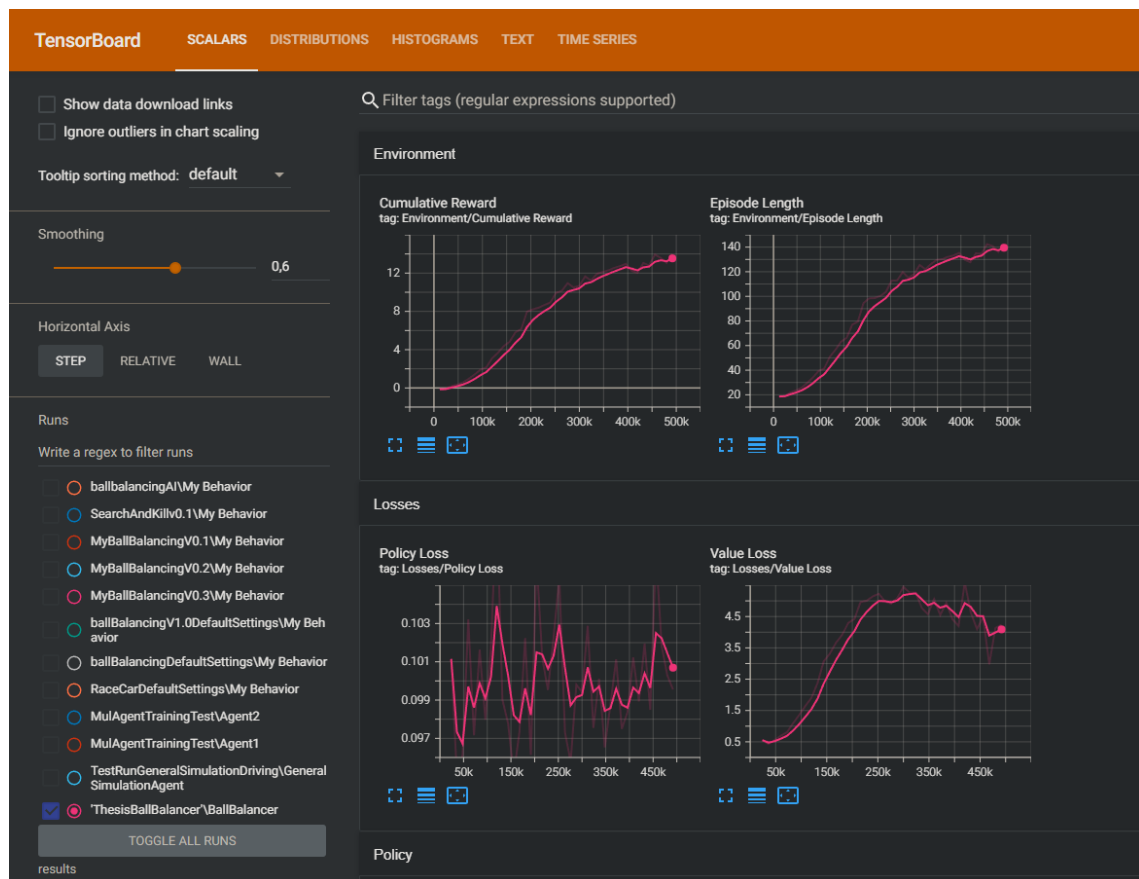 TensorBoard SCALARS DISTRIBUTIONS HISTOGRAMS TEXT TIME SERIES
Show data download links
Ignore outliers in chart scaling
Tooltip sorting method: default
Smoothing
0,6
Horizontal Axis
STEP RELATIVE WALL
Runs
Write a regex to filter runs
ballbalancingAI\My Behavior
SearchAndKillv0.1\My Behavior
MyBallBalancingV0.1\My Behavior
MyBallBalancingV0.2\My Behavior
MyBallBalancingV0.3\My Behavior
ballBalancingV1.0DefaultSettings\My Beh
avior
ballBalancingDefaultSettings\My Behavior
RaceCarDefaultSettings\My Behavior
MulAgentTrainingTest\Agent2
MulAgentTrainingTest\Agent1
TestRunGeneralSimulationDriving\General
SimulationAgent
'ThesisBallBalancer'\BallBalancer
TOGGLE ALL RUNS
results
Filter tags (regular expressions supported)
Environment
Cumulative Reward
tag: Environment/Cumulative Reward
12
8
4
0
0 100k 200k 300k 400k 500k
Episode Length
tag: Environment/Episode Length
140
120
100
80
60
40
20
0 100k 200k 300k 400k 500k
Losses
Policy Loss
tag: Losses/Policy Loss
0.103
0.101
0.099
0.097
50k 150k 250k 350k 450k
Value Loss
tag: Losses/Value Loss
4.5
3.5
2.5
1.5
0.5
50k 150k 250k 350k 450k
Policy